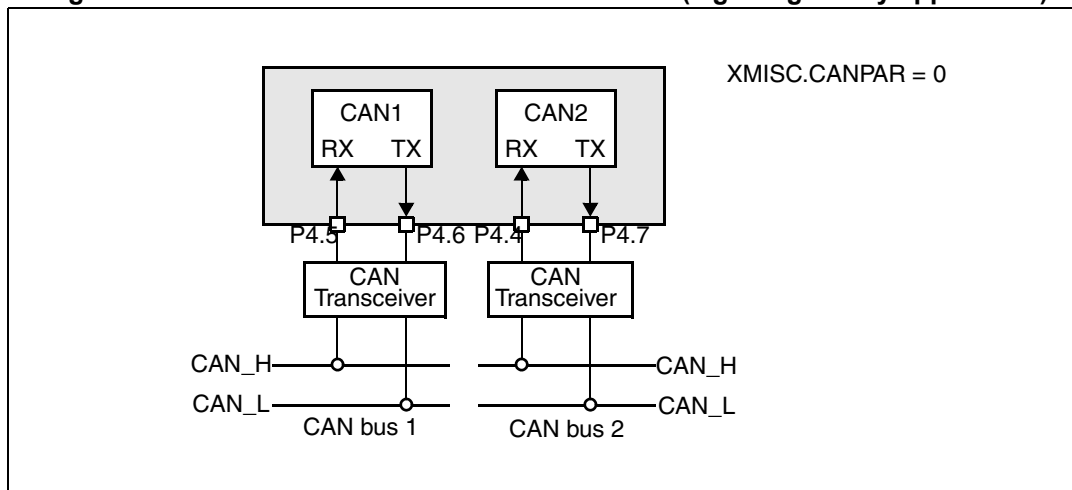 XMISC.CANPAR = 0
CAN1
CAN2
RX TX
RX TX
P4.5
P4.6
P4.4
P4.7
CAN
Transceiver
CAN
Transceiver
CAN_H
CAN_H
CAN_L
CAN_L
CAN bus 1
CAN bus 2